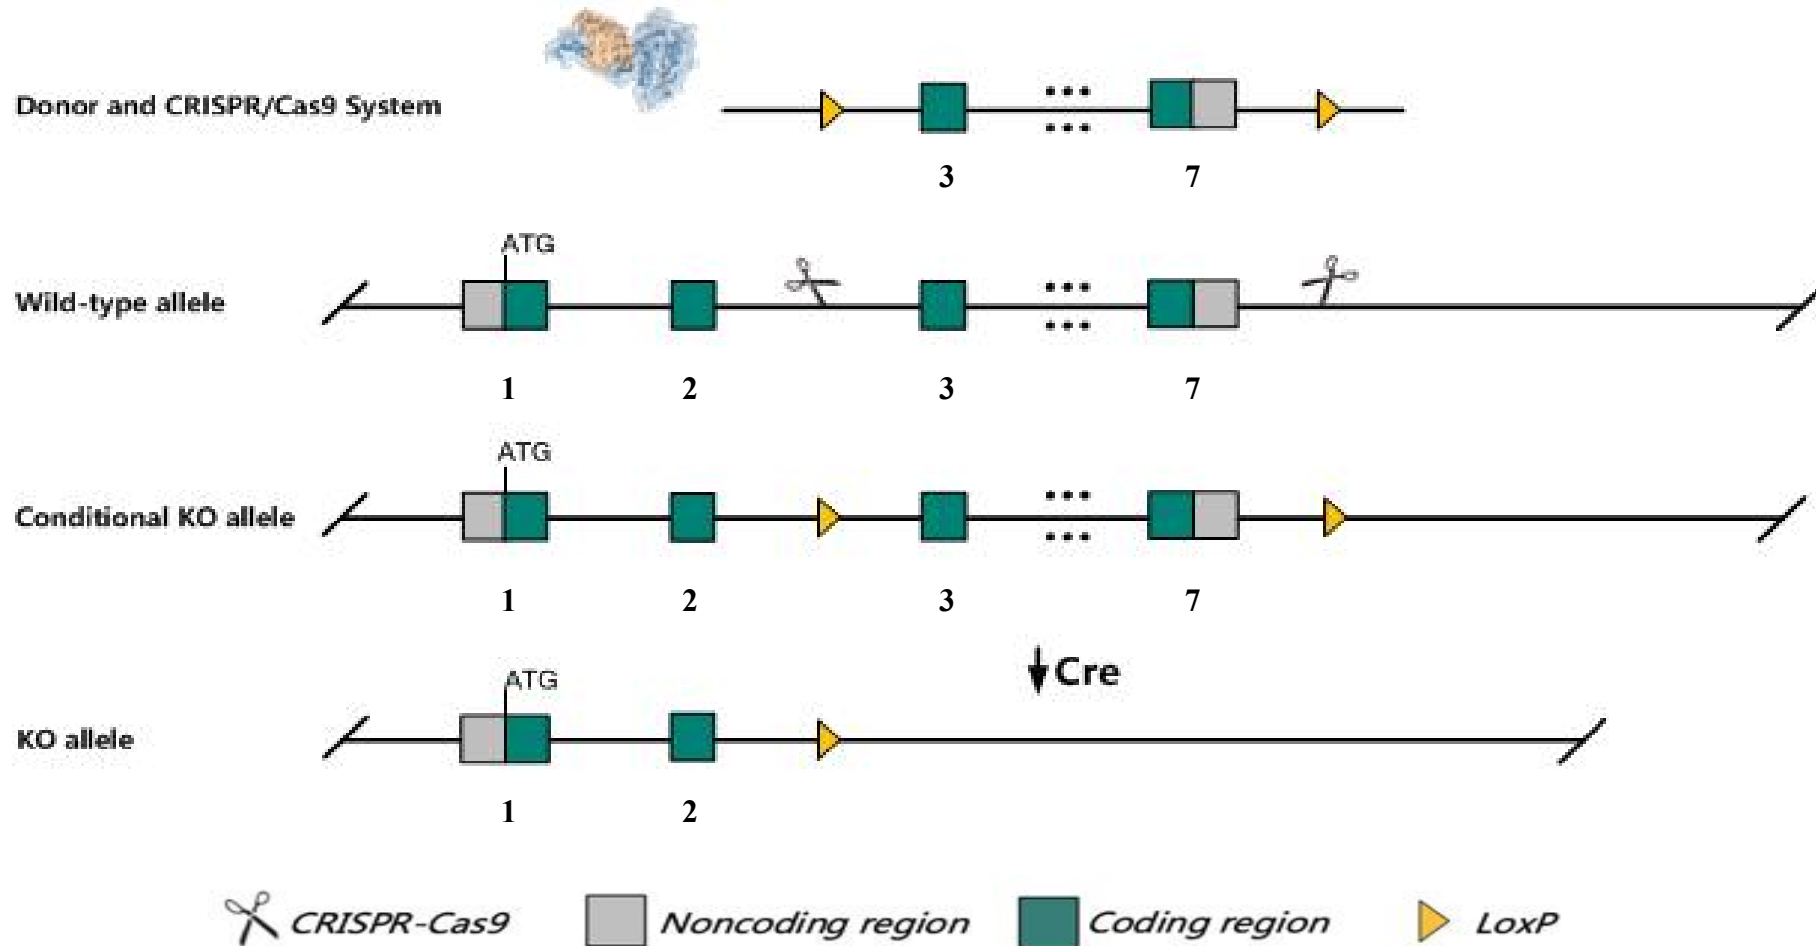 Donor and CRISPR/Cas9 System
3 7
ATG
Wild-type allele
1 2 3 7
ATG
Conditional KO allele
1 2 3 7
Cre
ATG
KO allele
1 2
CRISPR-Cas9 Noncoding region Coding region LoxP